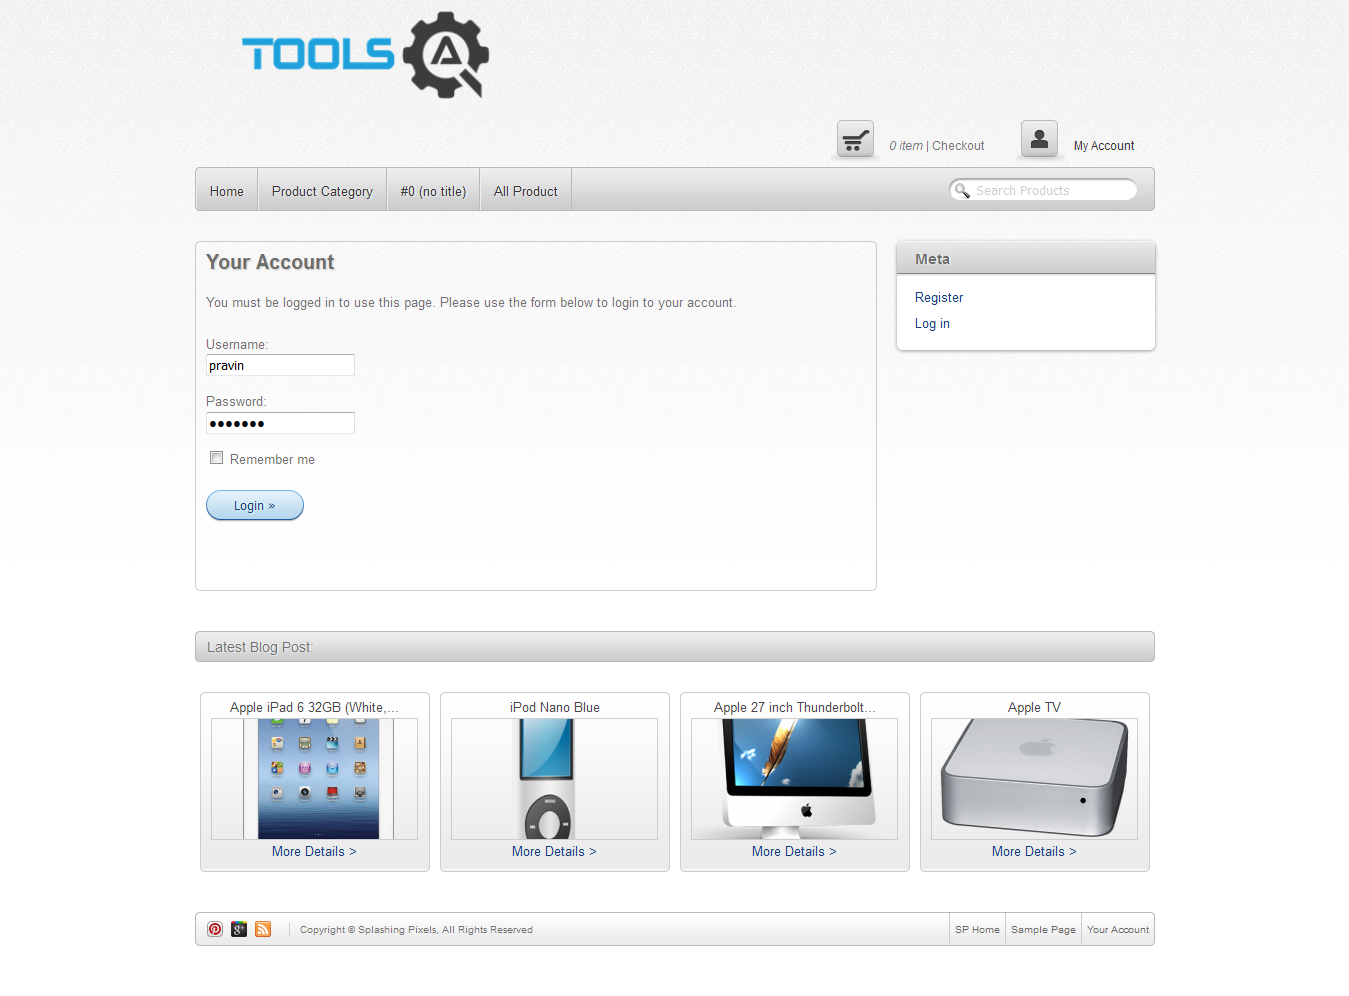 TOOLS QA
0 item | Checkout
My Account
Home
Product Category
#0 (no title)
All Product
Search Products
Your Account
You must be logged in to use this page. Please use the form below to login to your account.
Username:
pravin
Password:
●●●●●●●
Remember me
Login »
Meta
Register
Log in
Latest Blog Post:
Apple iPad 6 32GB (White,...
More Details >
iPod Nano Blue
MENU
More Details >
Apple 27 inch Thunderbolt...
More Details >
Apple TV
More Details >
g+
Copyright © Splashing Pixels, All Rights Reserved
SP Home
Sample Page
Your Account